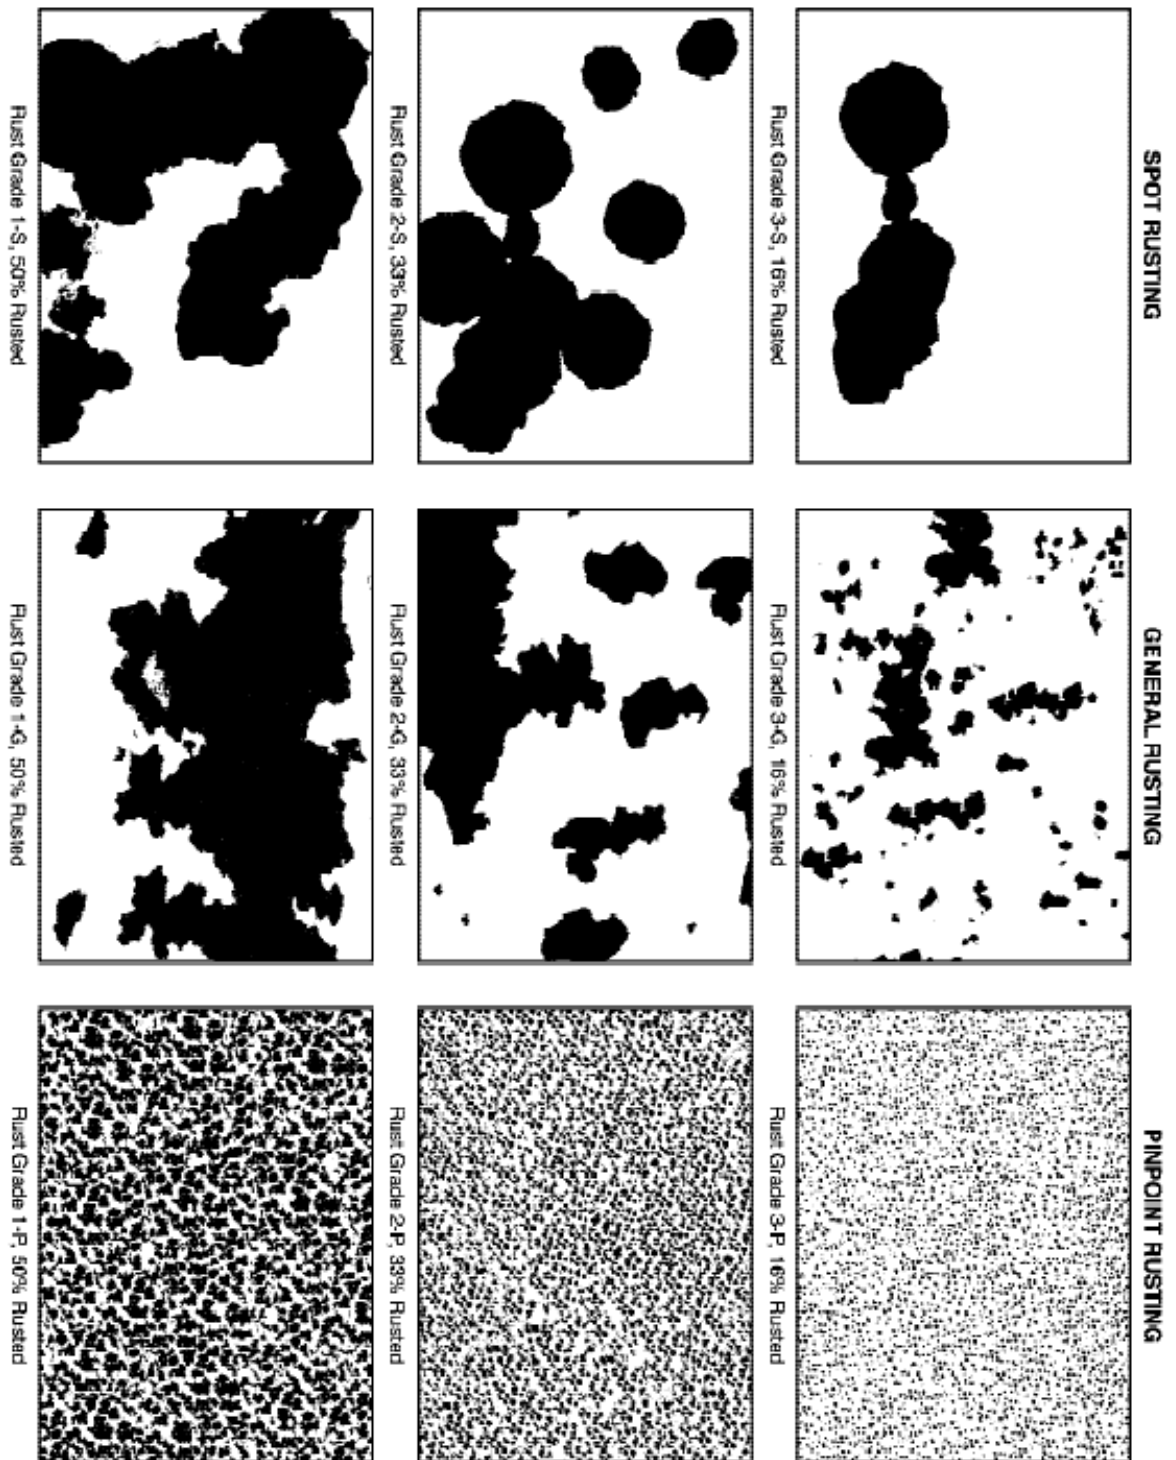 SPOT RUSTING
GENERAL RUSTING
PINPOINT RUSTING
Rust Grade 3-S, 16% Rusted
Rust Grade 3-G, 16% Rusted
Rust Grade 3-P, 16% Rusted
Rust Grade 2-S, 33% Rusted
Rust Grade 2-G, 33% Rusted
Rust Grade 2-P, 33% Rusted
Rust Grade 1-S, 50% Rusted
Rust Grade 1-G, 50% Rusted
Rust Grade 1-P, 50% Rusted